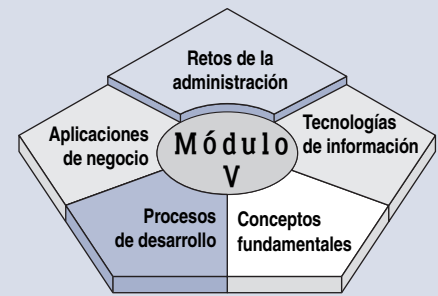 Retos de la
administración
Aplicaciones
de negocio
Módulo
V
Tecnologías
de información
Procesos
de desarrollo
Conceptos
fundamentales